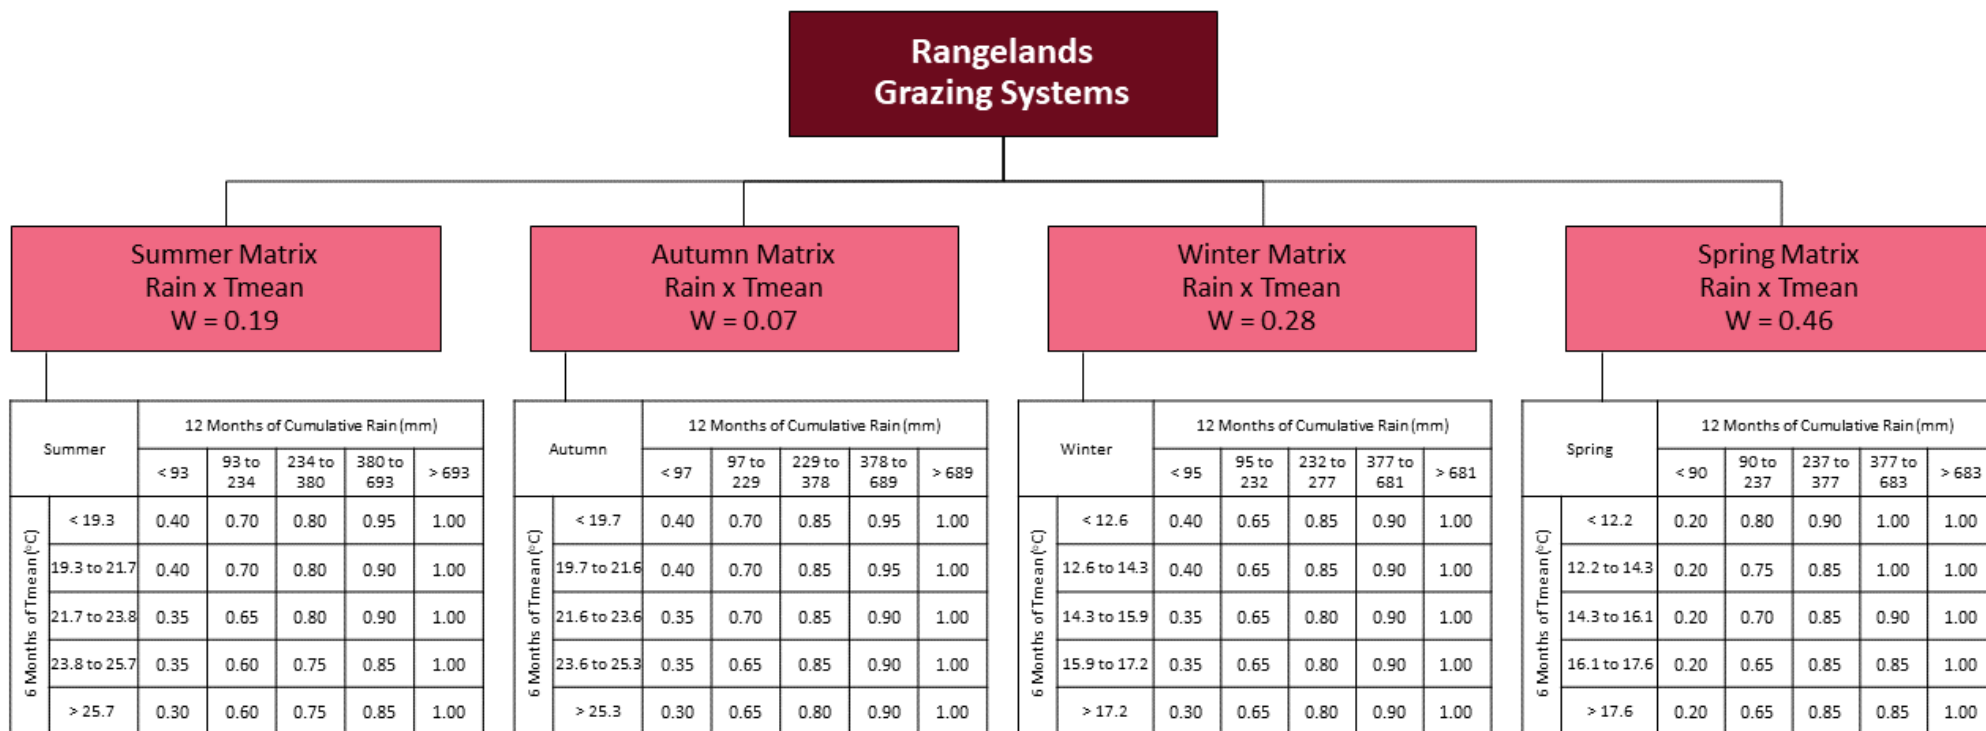 Rangelands
Grazing Systems
Summer Matrix
Rain x Tmean
W = 0.19
Autumn Matrix
Rain x Tmean
W = 0.07
Winter Matrix
Rain x Tmean
W = 0.28
Spring Matrix
Rain x Tmean
W = 0.46
Summer
12 Months of Cumulative Rain (mm)
< 93 93 to 234 234 to 380 380 to 693 > 693
6 Months of Tmean (°C)
< 19.3 0.40 0.70 0.80 0.95 1.00
19.3 to 21.7 0.40 0.70 0.80 0.90 1.00
21.7 to 23.8 0.35 0.65 0.80 0.90 1.00
23.8 to 25.7 0.35 0.60 0.75 0.85 1.00
> 25.7 0.30 0.60 0.75 0.85 1.00
Autumn
12 Months of Cumulative Rain (mm)
< 97 97 to 229 229 to 378 378 to 689 > 689
6 Months of Tmean (°C)
< 19.7 0.40 0.70 0.85 0.95 1.00
19.7 to 21.6 0.40 0.70 0.85 0.95 1.00
21.6 to 23.6 0.35 0.70 0.85 0.90 1.00
23.6 to 25.3 0.35 0.65 0.85 0.90 1.00
> 25.3 0.30 0.65 0.80 0.90 1.00
Winter
12 Months of Cumulative Rain (mm)
< 95 95 to 232 232 to 277 377 to 681 > 681
6 Months of Tmean (°C)
< 12.6 0.40 0.65 0.85 0.90 1.00
12.6 to 14.3 0.40 0.65 0.85 0.90 1.00
14.3 to 15.9 0.35 0.65 0.80 0.90 1.00
15.9 to 17.2 0.35 0.65 0.80 0.90 1.00
> 17.2 0.30 0.65 0.80 0.90 1.00
Spring
12 Months of Cumulative Rain (mm)
< 90 90 to 237 237 to 377 377 to 683 > 683
6 Months of Tmean (°C)
< 12.2 0.20 0.80 0.90 1.00 1.00
12.2 to 14.3 0.20 0.75 0.85 1.00 1.00
14.3 to 16.1 0.20 0.70 0.85 0.90 1.00
16.1 to 17.6 0.20 0.65 0.85 0.85 1.00
> 17.6 0.20 0.65 0.85 0.85 1.00